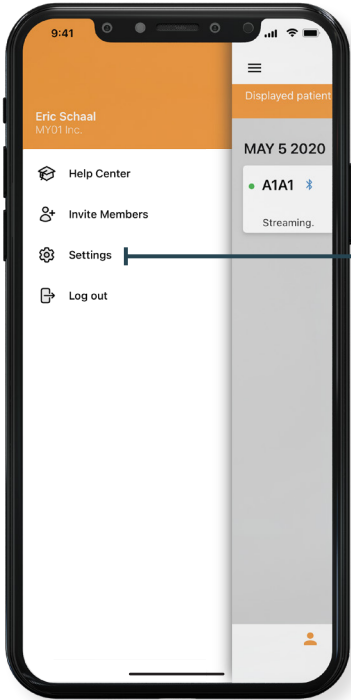 9:41
Eric Schaal
MY01 Inc.
Help Center
Invite Members
Settings
Log out
Displayed patient
MAY 5 2020
A1A1
Streaming.